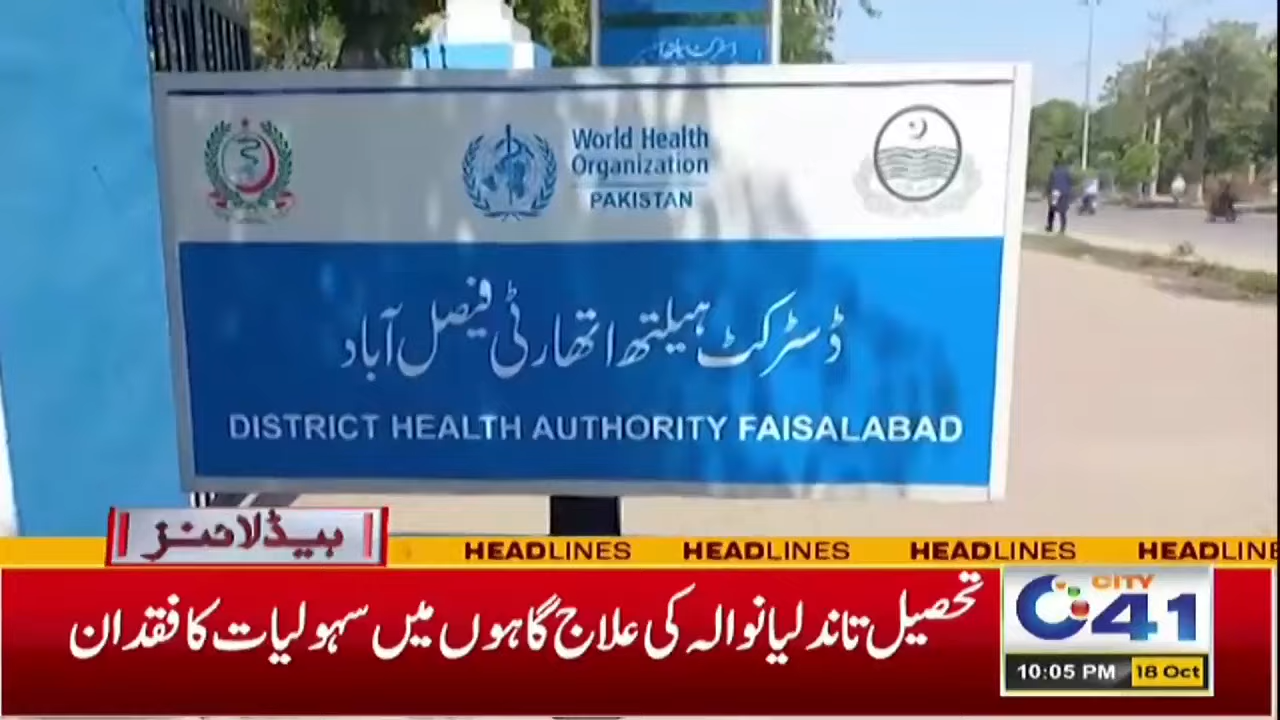 World Health
Organization
PAKISTAN
ڈسٹرکٹ ہیلتھ اتھارٹی فیصل آباد
DISTRICT HEALTH AUTHORITY FAISALABAD
ہیڈلائنز
HEADLINES HEADLINES HEADLINES HEADLINE
تحصیل تاندلیانوالہ کی علاج گاہوں میں سہولیات کا فقدان
CITY
41
10:05 PM 18 Oct